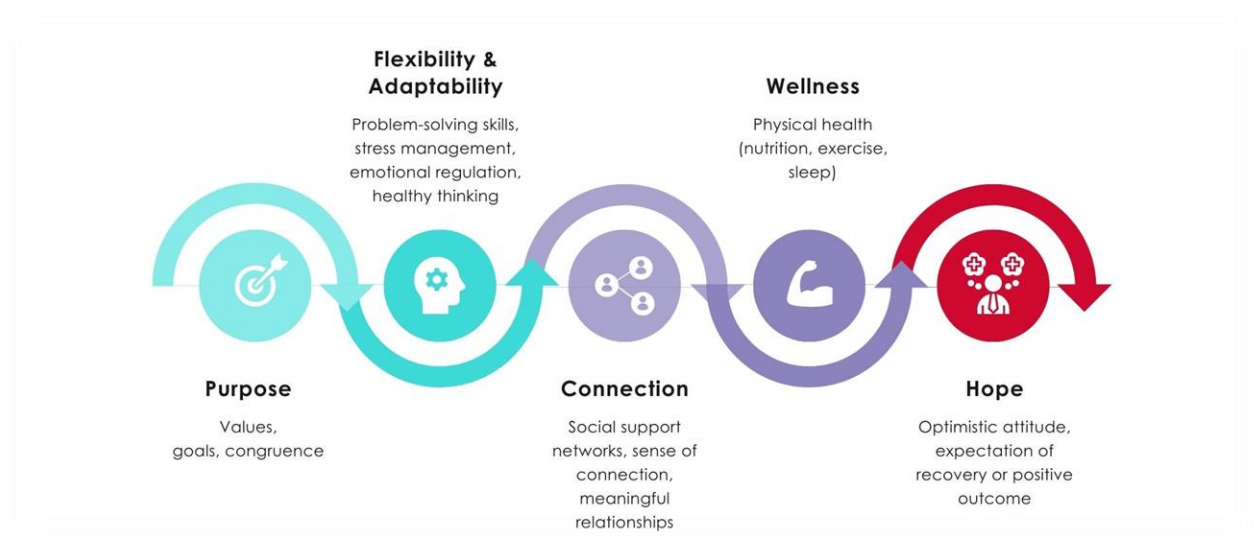 Flexibility &
Adaptability
Problem-solving skills,
stress management,
emotional regulation,
healthy thinking
Wellness
Physical health
(nutrition, exercise,
sleep)
Purpose
Values,
goals, congruence
Connection
Social support
networks, sense of
connection,
meaningful
relationships
Hope
Optimistic attitude,
expectation of
recovery or positive
outcome